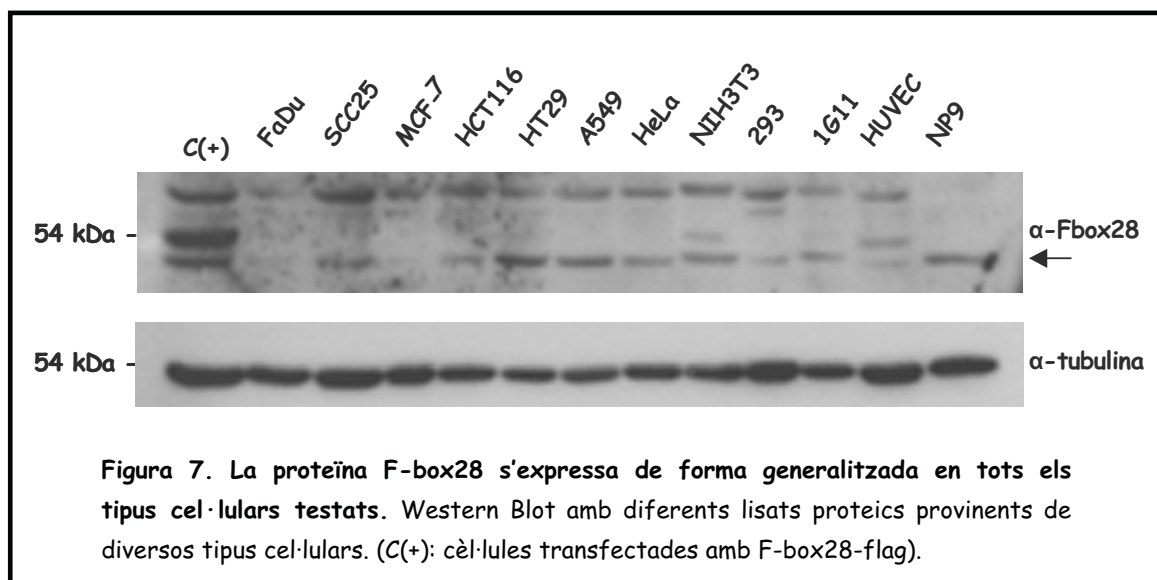 C(+) FaDu SCC25 MCF-7 HCT116 HT29 A549 HeLa NIH3T3 293 1G11 HUVEC NP9
54 kDa - α-Fbox28
54 kDa - α-tubulina
Figura 7. La proteïna F-box28 s'expressa de forma generalitzada en tots els
tipus cel·lulars testats. Western Blot amb diferents lisats proteics provinents de
diversos tipus cel·lulars. (C(+): cèl·lules transfectades amb F-box28-flag).